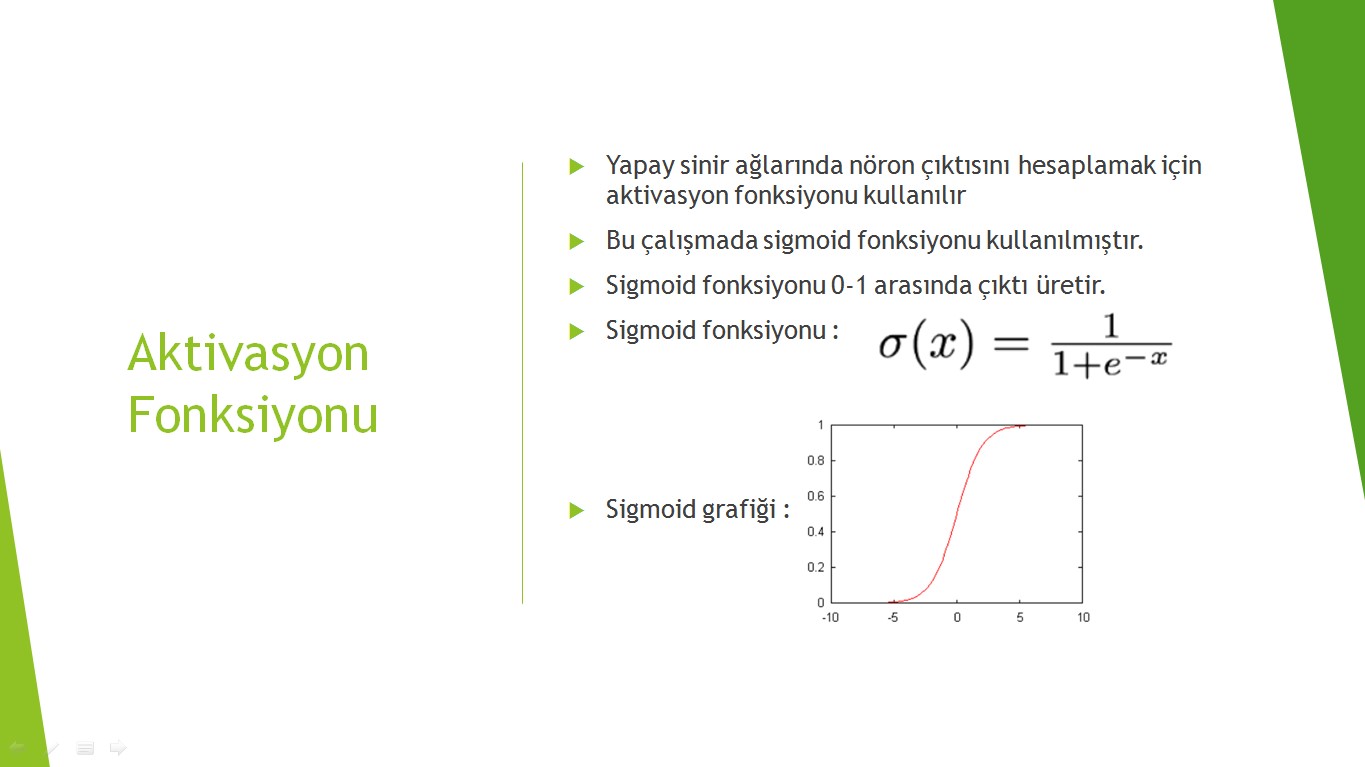 Aktivasyon
Fonksiyonu
Yapay sinir ağlarında nöron çıktısını hesaplamak için
aktivasyon fonksiyonu kullanılır
Bu çalışmada sigmoid fonksiyonu kullanılmıştır.
Sigmoid fonksiyonu 0-1 arasında çıktı üretir.
Sigmoid fonksiyonu : σ(x) = 1/(1+e^−x)
Sigmoid grafiği :
1
0.8
0.6
0.4
0.2
0
-10 -5 0 5 10